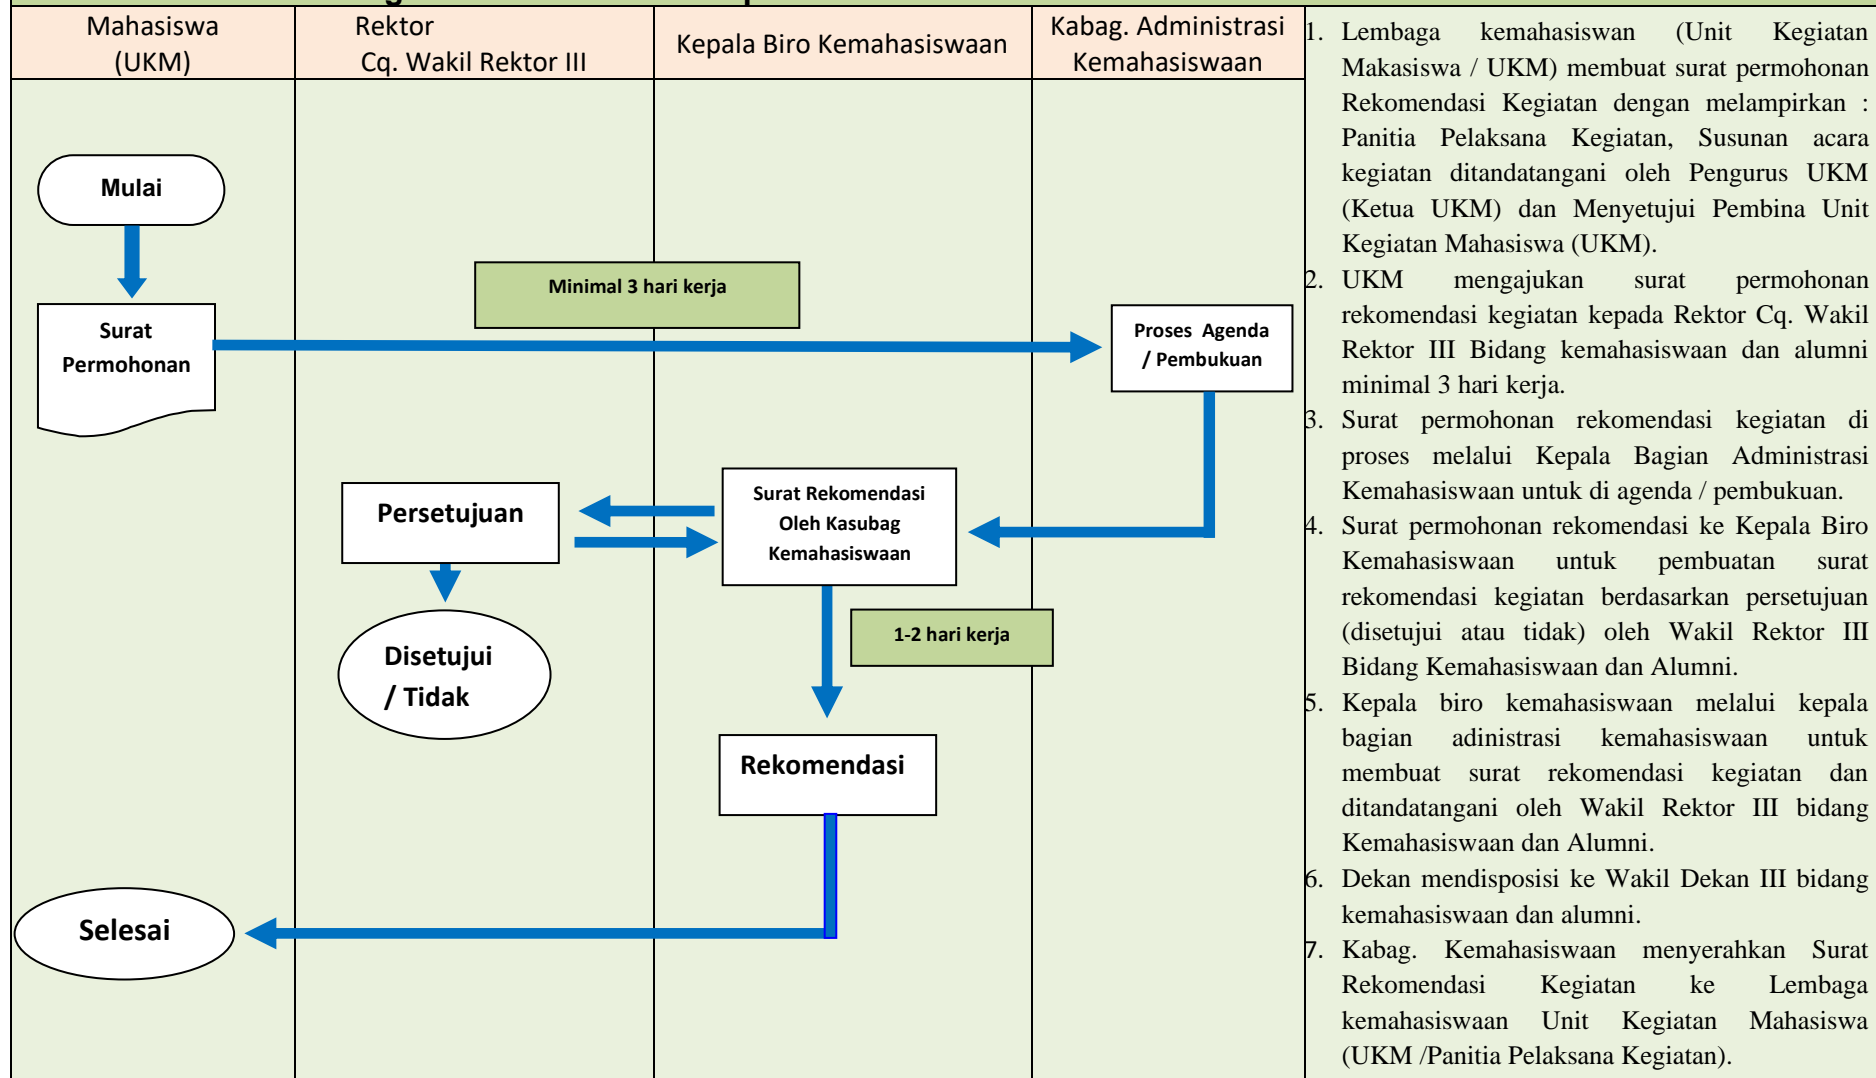 Mahasiswa
(UKM)
Rektor
Cq. Wakil Rektor III
Kepala Biro Kemahasiswaan
Kabag. Administrasi
Kemahasiswaan
Mulai
Minimal 3 hari kerja
Surat
Permohonan
Proses Agenda
/ Pembukuan
Persetujuan
Surat Rekomendasi
Oleh Kasubag
Kemahasiswaan
1-2 hari kerja
Disetujui
/ Tidak
Rekomendasi
Selesai
1. Lembaga kemahasiswan (Unit Kegiatan
Makasiswa / UKM) membuat surat permohonan
Rekomendasi Kegiatan dengan melampirkan :
Panitia Pelaksana Kegiatan, Susunan acara
kegiatan ditandatangani oleh Pengurus UKM
(Ketua UKM) dan Menyetujui Pembina Unit
Kegiatan Mahasiswa (UKM).
2. UKM mengajukan surat permohonan
rekomendasi kegiatan kepada Rektor Cq. Wakil
Rektor III Bidang kemahasiswaan dan alumni
minimal 3 hari kerja.
3. Surat permohonan rekomendasi kegiatan di
proses melalui Kepala Bagian Administrasi
Kemahasiswaan untuk di agenda / pembukuan.
4. Surat permohonan rekomendasi ke Kepala Biro
Kemahasiswaan untuk pembuatan surat
rekomendasi kegiatan berdasarkan persetujuan
(disetujui atau tidak) oleh Wakil Rektor III
Bidang Kemahasiswaan dan Alumni.
5. Kepala biro kemahasiswaan melalui kepala
bagian adinistrasi kemahasiswaan untuk
membuat surat rekomendasi kegiatan dan
ditandatangani oleh Wakil Rektor III bidang
Kemahasiswaan dan Alumni.
6. Dekan mendisposisi ke Wakil Dekan III bidang
kemahasiswaan dan alumni.
7. Kabag. Kemahasiswaan menyerahkan Surat
Rekomendasi Kegiatan ke Lembaga
kemahasiswaan Unit Kegiatan Mahasiswa
(UKM /Panitia Pelaksana Kegiatan).